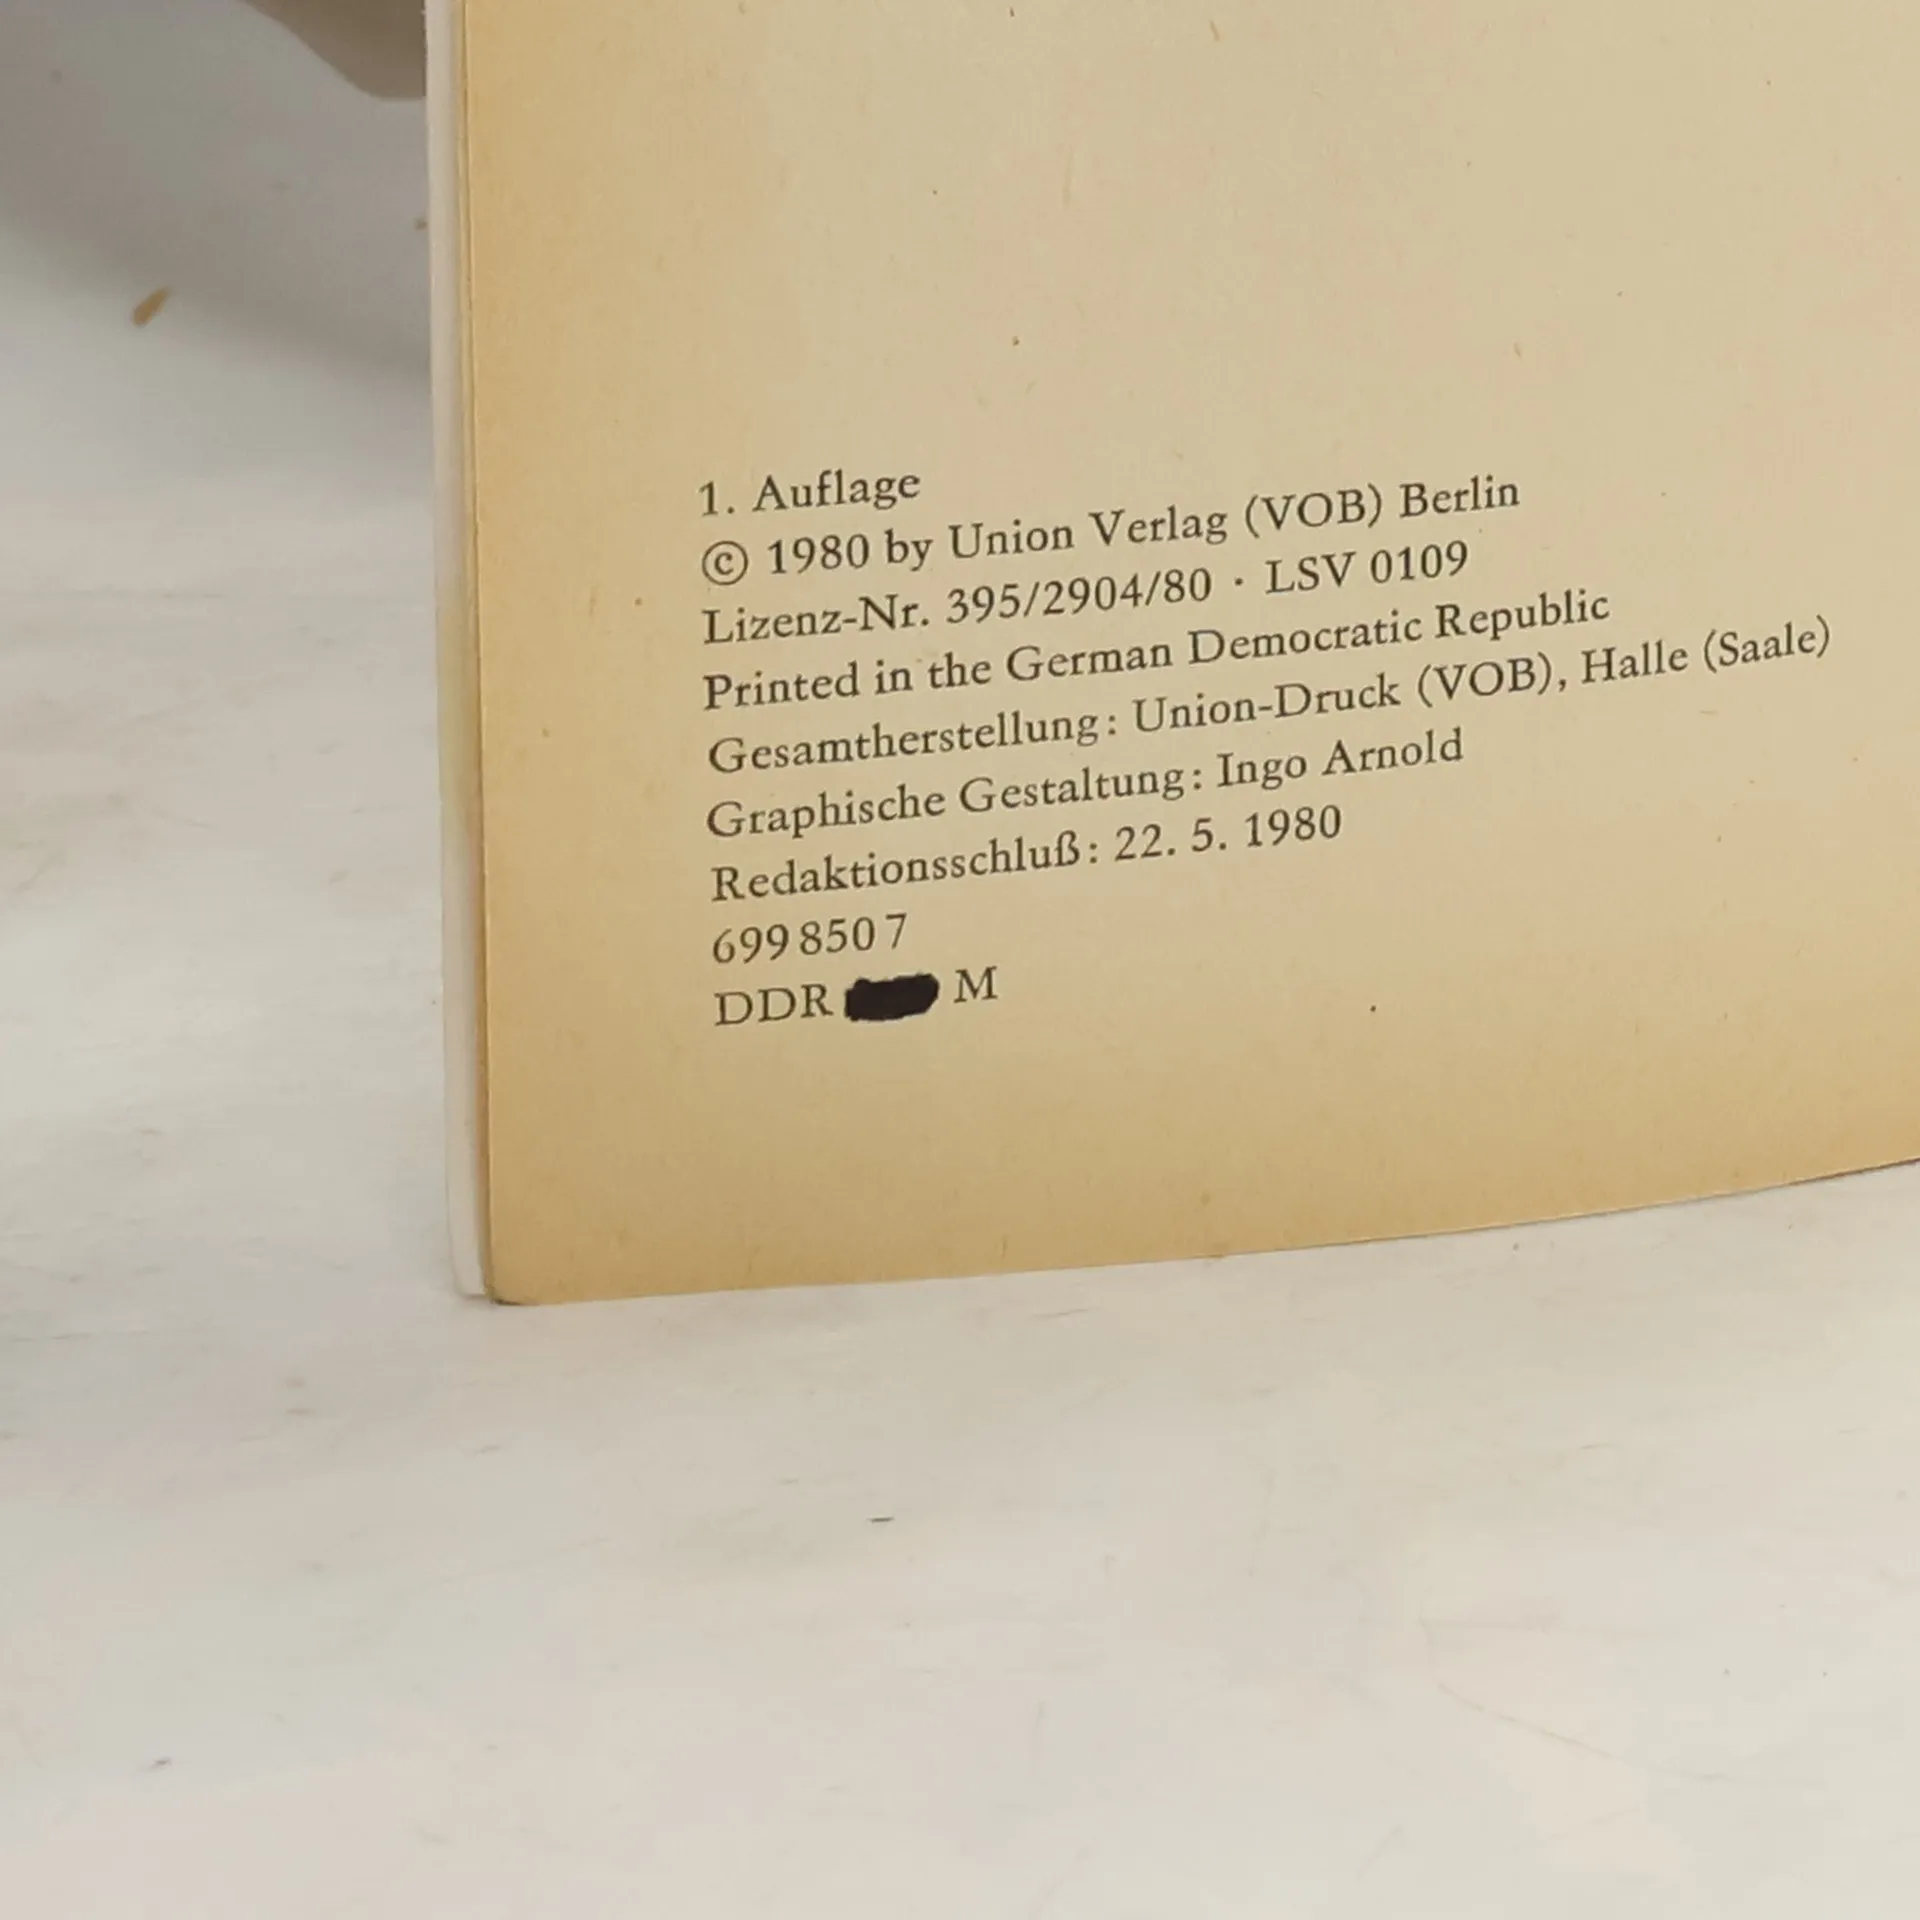 1. Auflage
© 1980 by Union Verlag (VOB) Berlin
Lizenz-Nr. 395/2904/80 · LSV 0109
Printed in the German Democratic Republic
Gesamtherstellung: Union-Druck (VOB), Halle (Saale)
Graphische Gestaltung: Ingo Arnold
Redaktionsschluß: 22. 5. 1980
699 850 7
DDR M